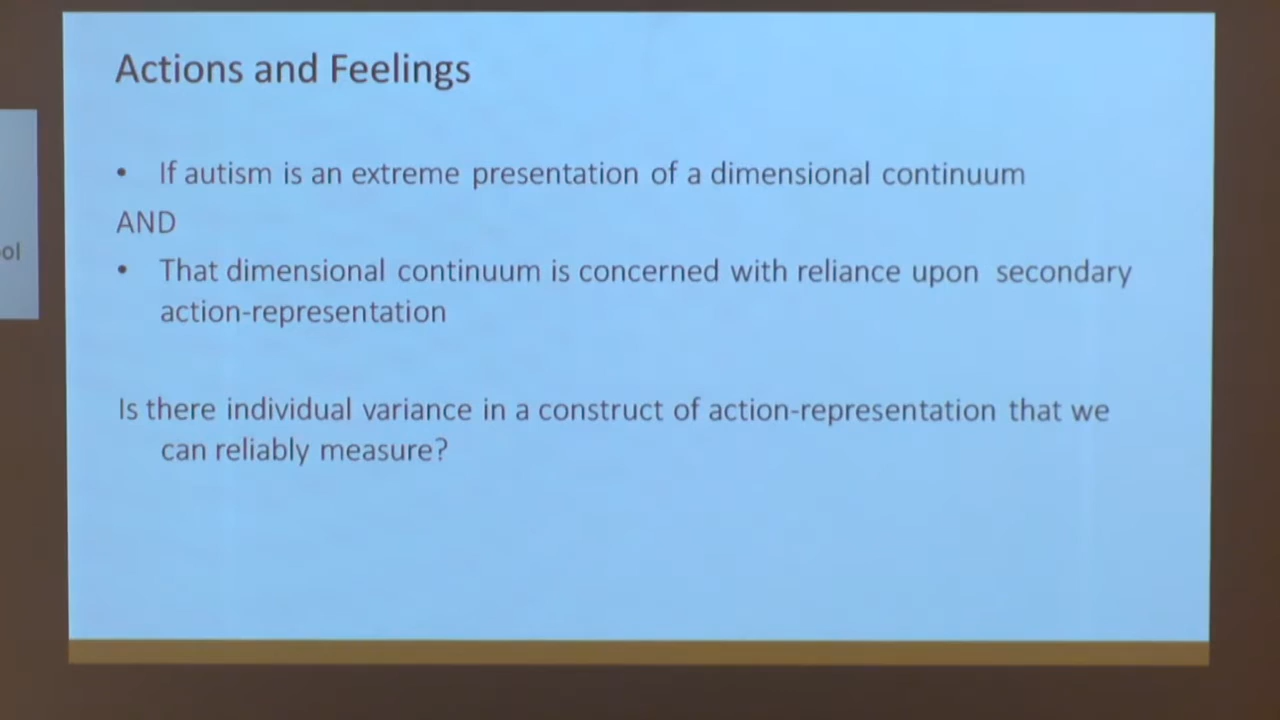 Actions and Feelings
• If autism is an extreme presentation of a dimensional continuum
AND
• That dimensional continuum is concerned with reliance upon secondary
action-representation
Is there individual variance in a construct of action-representation that we
can reliably measure?
ol